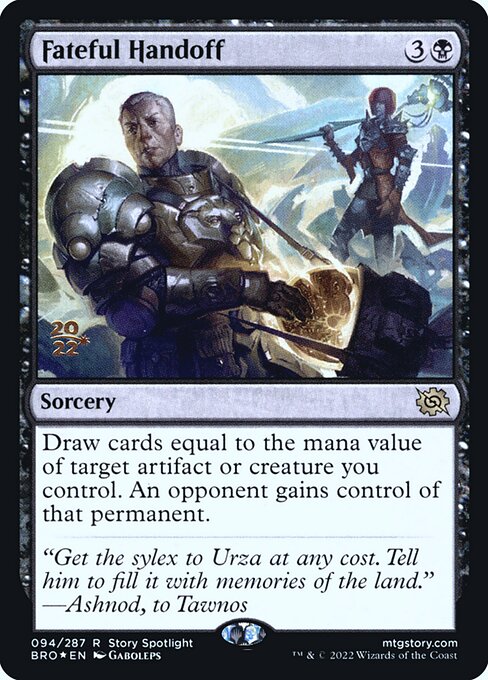 Fateful Handoff 3
20
22
Sorcery
Draw cards equal to the mana value
of target artifact or creature you
control. An opponent gains control of
that permanent.
“Get the sylex to Urza at any cost. Tell
him to fill it with memories of the land.”
—Ashnod, to Tawnos
094/287 R Story Spotlight mtgstory.com
BRO EN Gaboleps ™ & © 2022 Wizards of the Coast